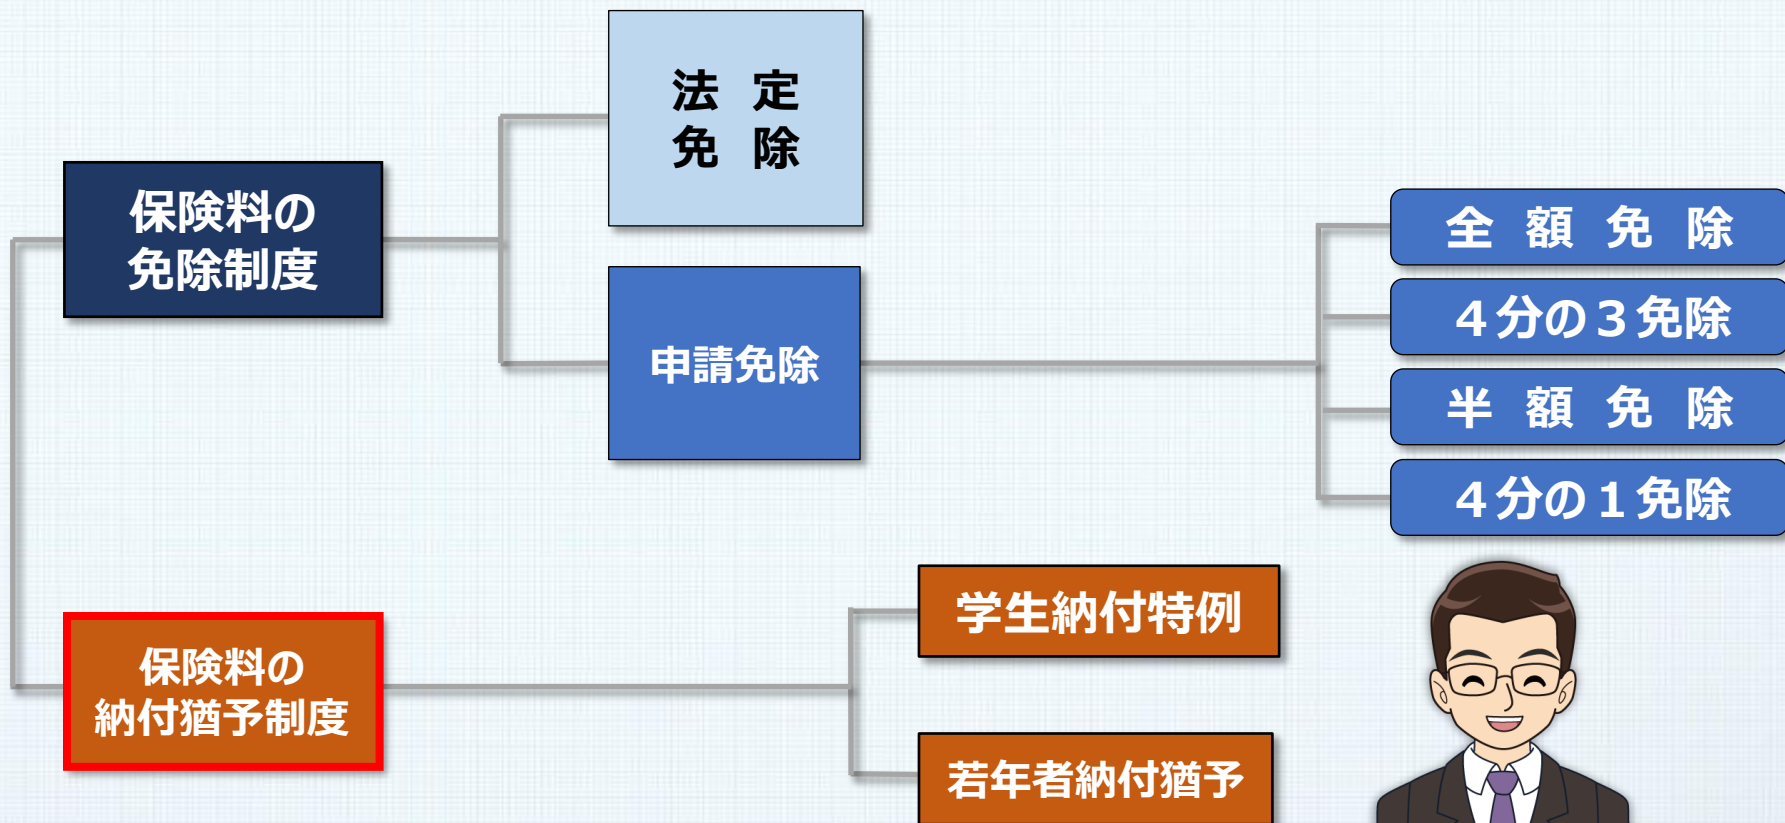 法 定
免 除
保険料の
免除制度
申請免除
全 額 免 除
４分の３免除
半 額 免 除
４分の１免除
保険料の
納付猶予制度
学生納付特例
若年者納付猶予